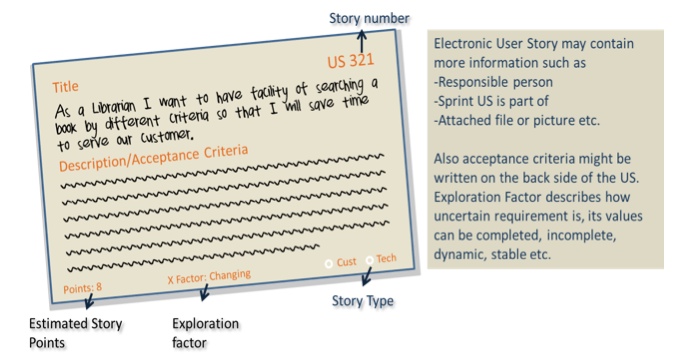 Story number
US 321
Title
As a Librarian I want to have facility of searching a
book by different criteria so that I will save time
to serve our customer.
Description/Acceptance Criteria
Cust Tech
Points: 8
X Factor: Changing
Story Type
Estimated Story
Points
Exploration
factor
Electronic User Story may contain
more information such as
-Responsible person
-Sprint US is part of
-Attached file or picture etc.
Also acceptance criteria might be
written on the back side of the US.
Exploration Factor describes how
uncertain requirement is, its values
can be completed, incomplete,
dynamic, stable etc.